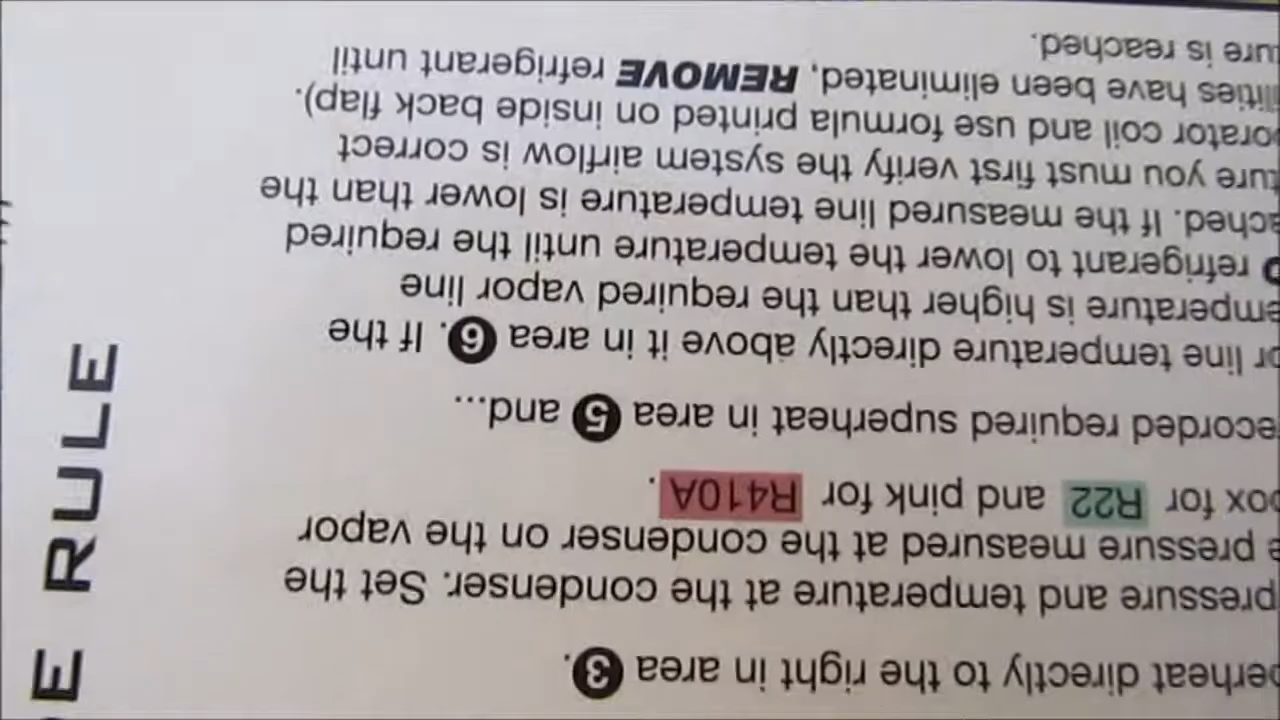 erheat directly to the right in area 3.
pressure and temperature at the condenser. Set the
pressure measured at the condenser on the vapor
box for R22 and pink for R410A.
ecorded required superheat in area 5 and...
or line temperature directly above it in area 6. If the
emperature is higher than the required vapor line
refrigerant to lower the temperature until the required
ached. If the measured line temperature is lower than the
ture you must first verify the system airflow is correct
porator coil and use formula printed on inside back flap).
ilities have been eliminated, REMOVE refrigerant until
ture is reached.
E RULE